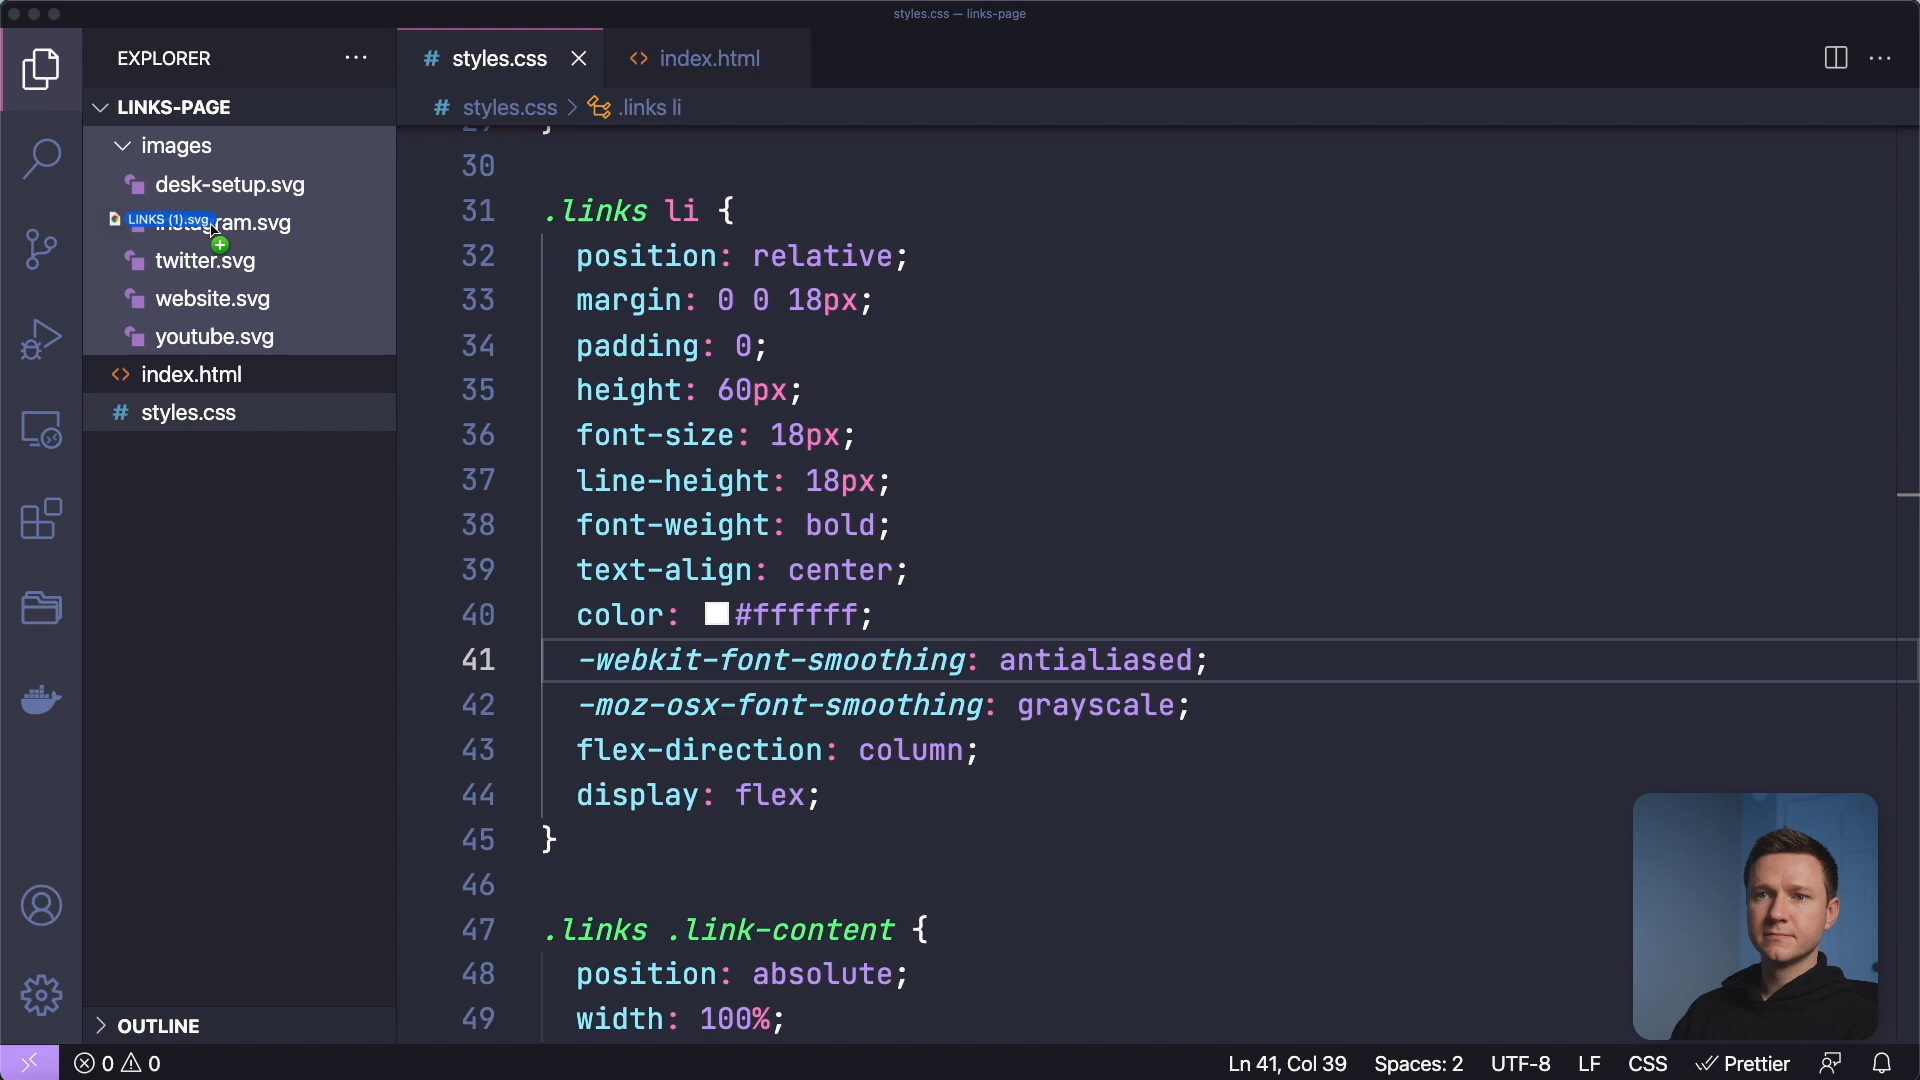 styles.css — links-page
EXPLORER
styles.css
index.html
LINKS-PAGE
styles.css > .links li
images
desk-setup.svg
LINKS (1).svg
instagram.svg
twitter.svg
website.svg
youtube.svg
index.html
styles.css
OUTLINE
29 }
30
31 .links li {
32 position: relative;
33 margin: 0 0 18px;
34 padding: 0;
35 height: 60px;
36 font-size: 18px;
37 line-height: 18px;
38 font-weight: bold;
39 text-align: center;
40 color: #ffffff;
41 -webkit-font-smoothing: antialiased;
42 -moz-osx-font-smoothing: grayscale;
43 flex-direction: column;
44 display: flex;
45 }
46
47 .links .link-content {
48 position: absolute;
49 width: 100%;
0 0
Ln 41, Col 39 Spaces: 2 UTF-8 LF CSS Prettier